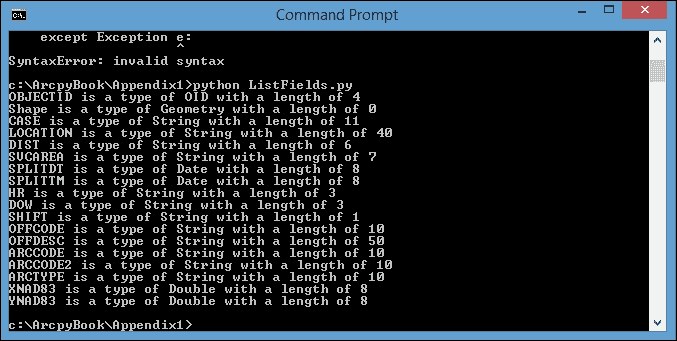 Command Prompt
C:\.
except Exception e:
^
SyntaxError: invalid syntax
c:\ArcpyBook\Appendix1>python ListFields.py
OBJECTID is a type of OID with a length of 4
Shape is a type of Geometry with a length of 0
CASE is a type of String with a length of 11
LOCATION is a type of String with a length of 40
DIST is a type of String with a length of 6
SVCAREA is a type of String with a length of 7
SPLITDT is a type of Date with a length of 8
SPLITTM is a type of Date with a length of 8
HR is a type of String with a length of 3
DOW is a type of String with a length of 3
SHIFT is a type of String with a length of 1
OFFCODE is a type of String with a length of 10
OFFDESC is a type of String with a length of 50
ARCCODE is a type of String with a length of 10
ARCCODE2 is a type of String with a length of 10
ARCTYPE is a type of String with a length of 10
XNAD83 is a type of Double with a length of 8
YNAD83 is a type of Double with a length of 8
c:\ArcpyBook\Appendix1>